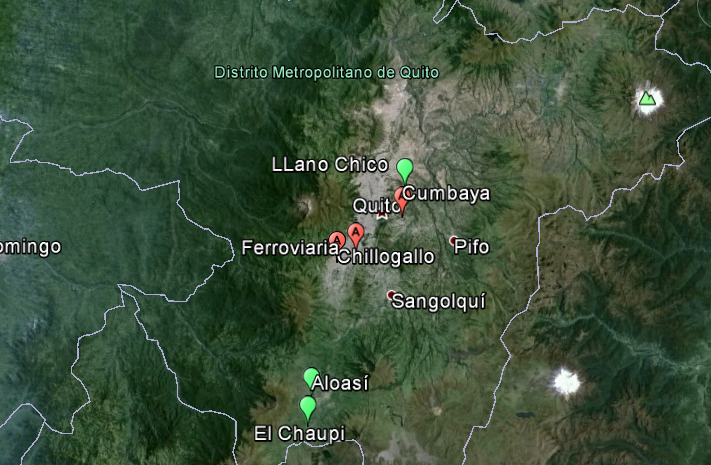 Distrito Metropolitano de Quito
LLano Chico
Cumbaya
Quito
omingo
Ferroviaria
A
A
Chillogallo
Pifo
Sangolquí
Aloasí
El Chaupi